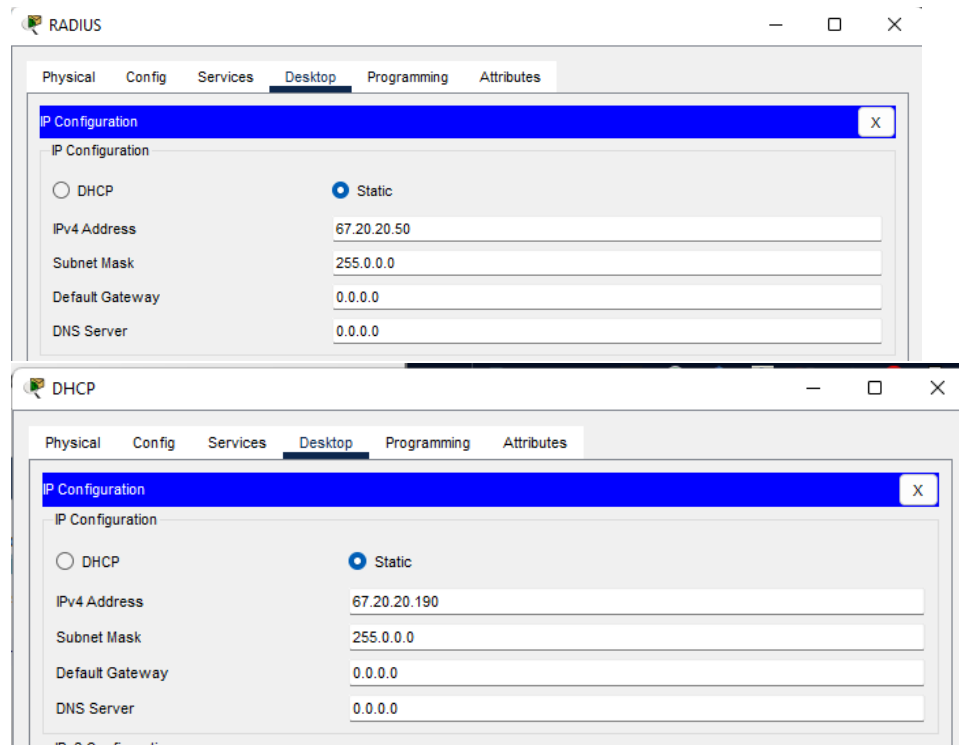 RADIUS
Physical Config Services Desktop Programming Attributes
IP Configuration X
IP Configuration
DHCP Static
IPv4 Address 67.20.20.50
Subnet Mask 255.0.0.0
Default Gateway 0.0.0.0
DNS Server 0.0.0.0
DHCP
Physical Config Services Desktop Programming Attributes
IP Configuration X
IP Configuration
DHCP Static
IPv4 Address 67.20.20.190
Subnet Mask 255.0.0.0
Default Gateway 0.0.0.0
DNS Server 0.0.0.0